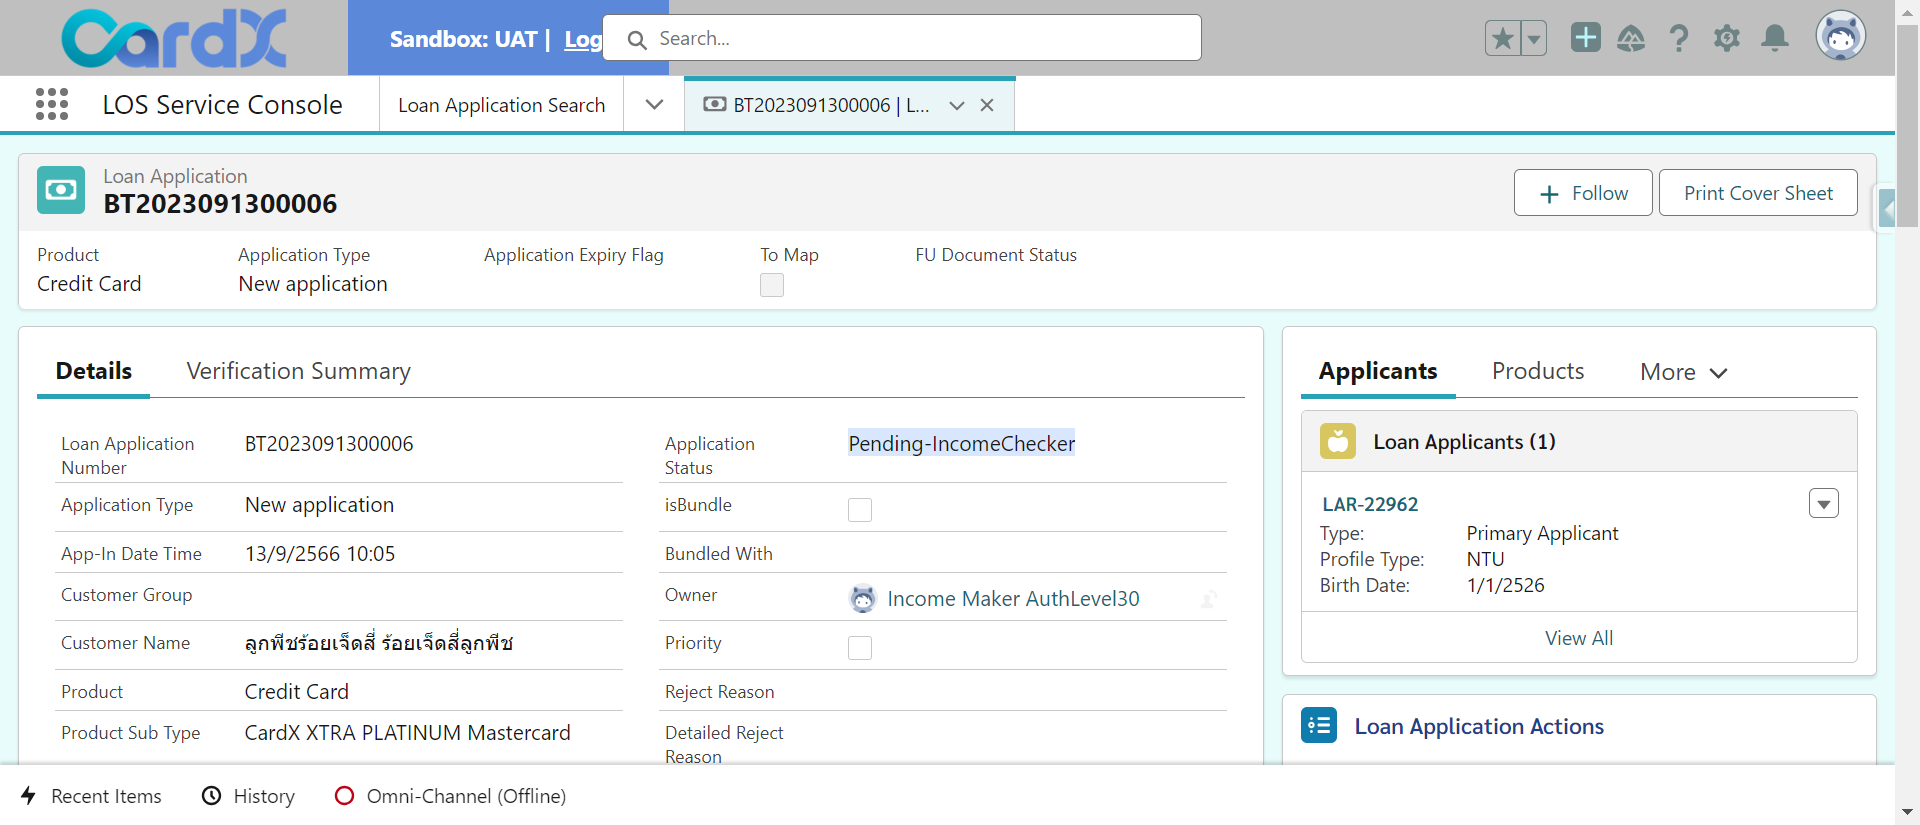 CardX
Sandbox: UAT | Log
Search...
LOS Service Console
Loan Application Search
BT2023091300006 | L...
Loan Application
BT2023091300006
Follow
Print Cover Sheet
Product
Application Type
Application Expiry Flag
To Map
FU Document Status
Credit Card
New application
Details
Verification Summary
Loan Application Number
BT2023091300006
Application Status
Pending-IncomeChecker
Application Type
New application
isBundle
App-In Date Time
13/9/2566 10:05
Bundled With
Customer Group
Owner
Income Maker AuthLevel30
Customer Name
ลูกพีชร้อยเจ็ดสี่ ร้อยเจ็ดสี่ลูกพีช
Priority
Product
Credit Card
Reject Reason
Product Sub Type
CardX XTRA PLATINUM Mastercard
Detailed Reject Reason
Applicants
Products
More
Loan Applicants (1)
LAR-22962
Type: Primary Applicant
Profile Type: NTU
Birth Date: 1/1/2526
View All
Loan Application Actions
Recent Items
History
Omni-Channel (Offline)